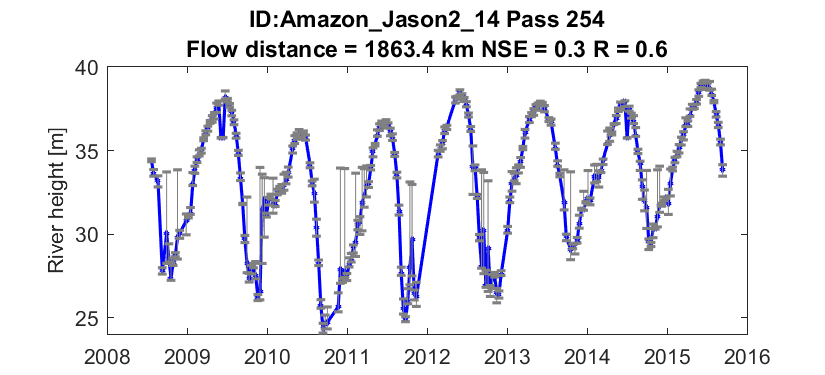 ID:Amazon_Jason2_14 Pass 254
Flow distance = 1863.4 km NSE = 0.3 R = 0.6
River height [m]
40
35
30
25
2008 2009 2010 2011 2012 2013 2014 2015 2016